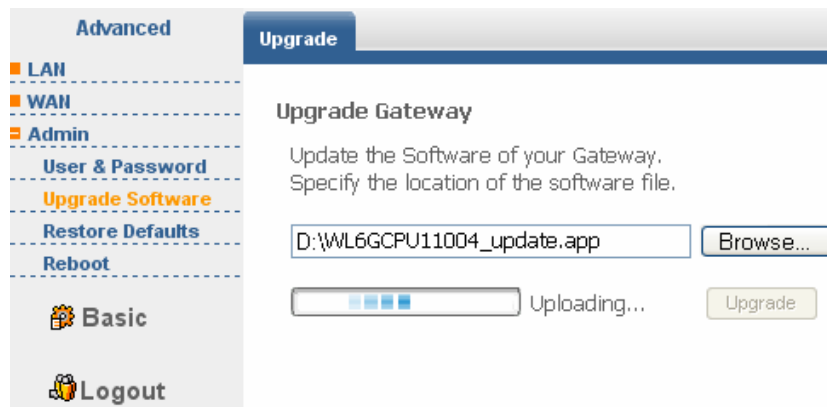 Advanced
LAN
WAN
Admin
User & Password
Upgrade Software
Restore Defaults
Reboot
Basic
Logout
Upgrade
Upgrade Gateway
Update the Software of your Gateway.
Specify the location of the software file.
D:\WL6GCPU11004_update.app
Browse...
Uploading...
Upgrade